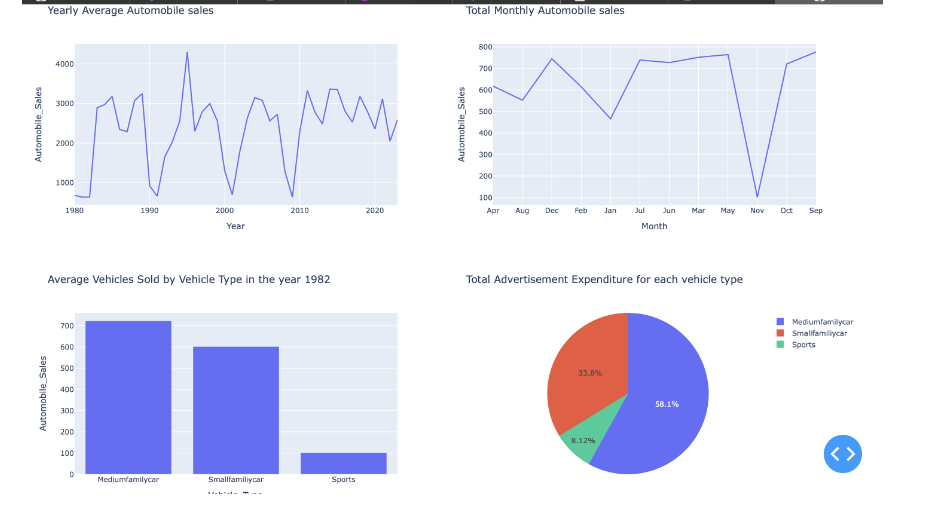 Yearly Average Automobile sales
Automobile_Sales
4000
3000
2000
1000
1980
1990
2000
2010
2020
Year
Total Monthly Automobile sales
Automobile_Sales
800
700
600
500
400
300
200
100
Apr
Aug
Dec
Feb
Jan
Jul
Jun
Mar
May
Nov
Oct
Sep
Month
Average Vehicles Sold by Vehicle Type in the year 1982
Automobile_Sales
700
600
500
400
300
200
100
0
Mediumfamilycar
Smallfamiliycar
Sports
Vehicle_Type
Total Advertisement Expenditure for each vehicle type
33.8%
58.1%
8.12%
Mediumfamilycar
Smallfamiliycar
Sports